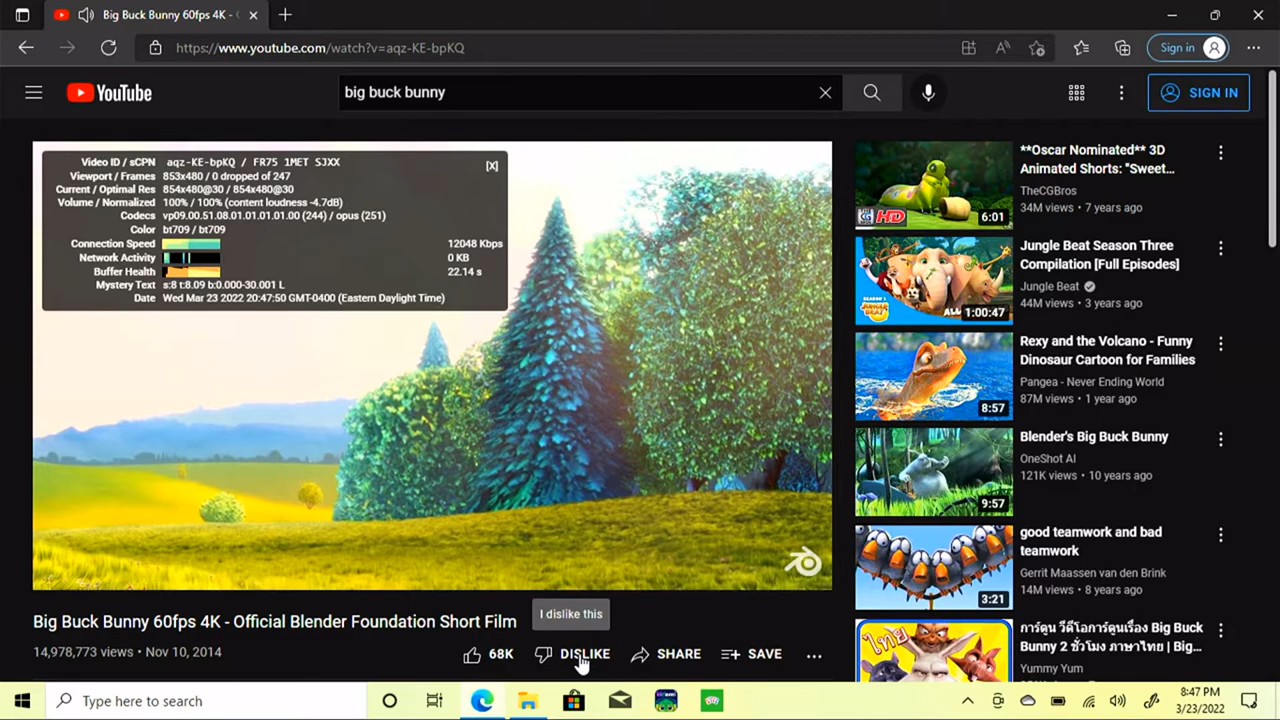 Big Buck Bunny 60fps 4K -
https://www.youtube.com/watch?v=aqz-KE-bpKQ
Sign in
YouTube
big buck bunny
SIGN IN
Video ID / sCPN aqz-KE-bpKQ / FR75 1MET SJXX
[X]
Viewport / Frames 853x480 / 0 dropped of 247
Current / Optimal Res 854x480@30 / 854x480@30
Volume / Normalized 100% / 100% (content loudness -4.7dB)
Codecs vp09.00.51.08.01.01.01.01.00 (244) / opus (251)
Color bt709 / bt709
Connection Speed 12048 Kbps
Network Activity 0 KB
Buffer Health 22.14 s
Mystery Text s:8 t:8.09 b:0.000-30.001 L
Date Wed Mar 23 2022 20:47:50 GMT-0400 (Eastern Daylight Time)
Big Buck Bunny 60fps 4K - Official Blender Foundation Short Film
I dislike this
14,978,773 views • Nov 10, 2014
68K
DISLIKE
SHARE
SAVE
**Oscar Nominated** 3D
Animated Shorts: "Sweet...
TheCGBros
34M views • 7 years ago
HD
6:01
Jungle Beat Season Three
Compilation [Full Episodes]
Jungle Beat
44M views • 3 years ago
1:00:47
Rexy and the Volcano - Funny
Dinosaur Cartoon for Families
Pangea - Never Ending World
87M views • 1 year ago
8:57
Blender's Big Buck Bunny
OneShot AI
121K views • 10 years ago
9:57
good teamwork and bad
teamwork
Gerrit Maassen van den Brink
14M views • 8 years ago
3:21
ไทย
การ์ตูน วีดีโอการ์ตูนเรื่อง Big Buck
Bunny 2 ชั่วโมง ภาษาไทย | Big...
Yummy Yum
Type here to search
8:47 PM
3/23/2022